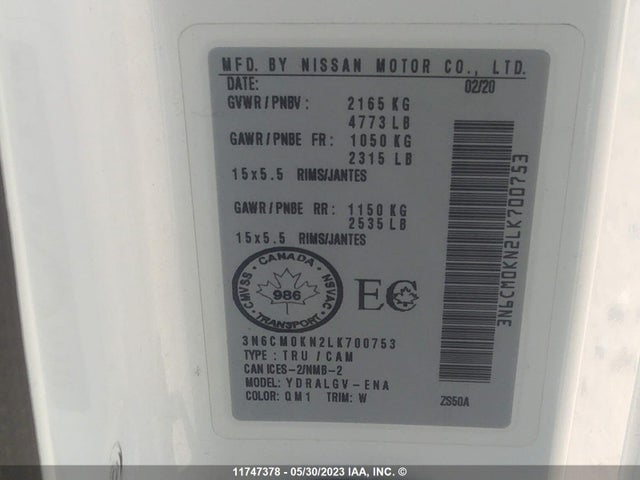 MFD. BY NISSAN MOTOR CO., LTD.
DATE: 02/20
GVWR/PNBV: 2165 KG
4773 LB
GAWR/PNBE FR: 1050 KG
2315 LB
15x5.5 RIMS/JANTES
GAWR/PNBE RR: 1150 KG
2535 LB
15x5.5 RIMS/JANTES
CANADA
CMVSS 986 NSVAC
TRANSPORT
EC
3N6CM0KN2LK700753
TYPE: TRU/CAM
CAN ICES-2/NMB-2
MODEL: YDRALGV-ENA
COLOR: QM1 TRIM: W
ZS50A
3N6CM0KN2LK700753
11747378 - 05/30/2023 IAA, INC. ©